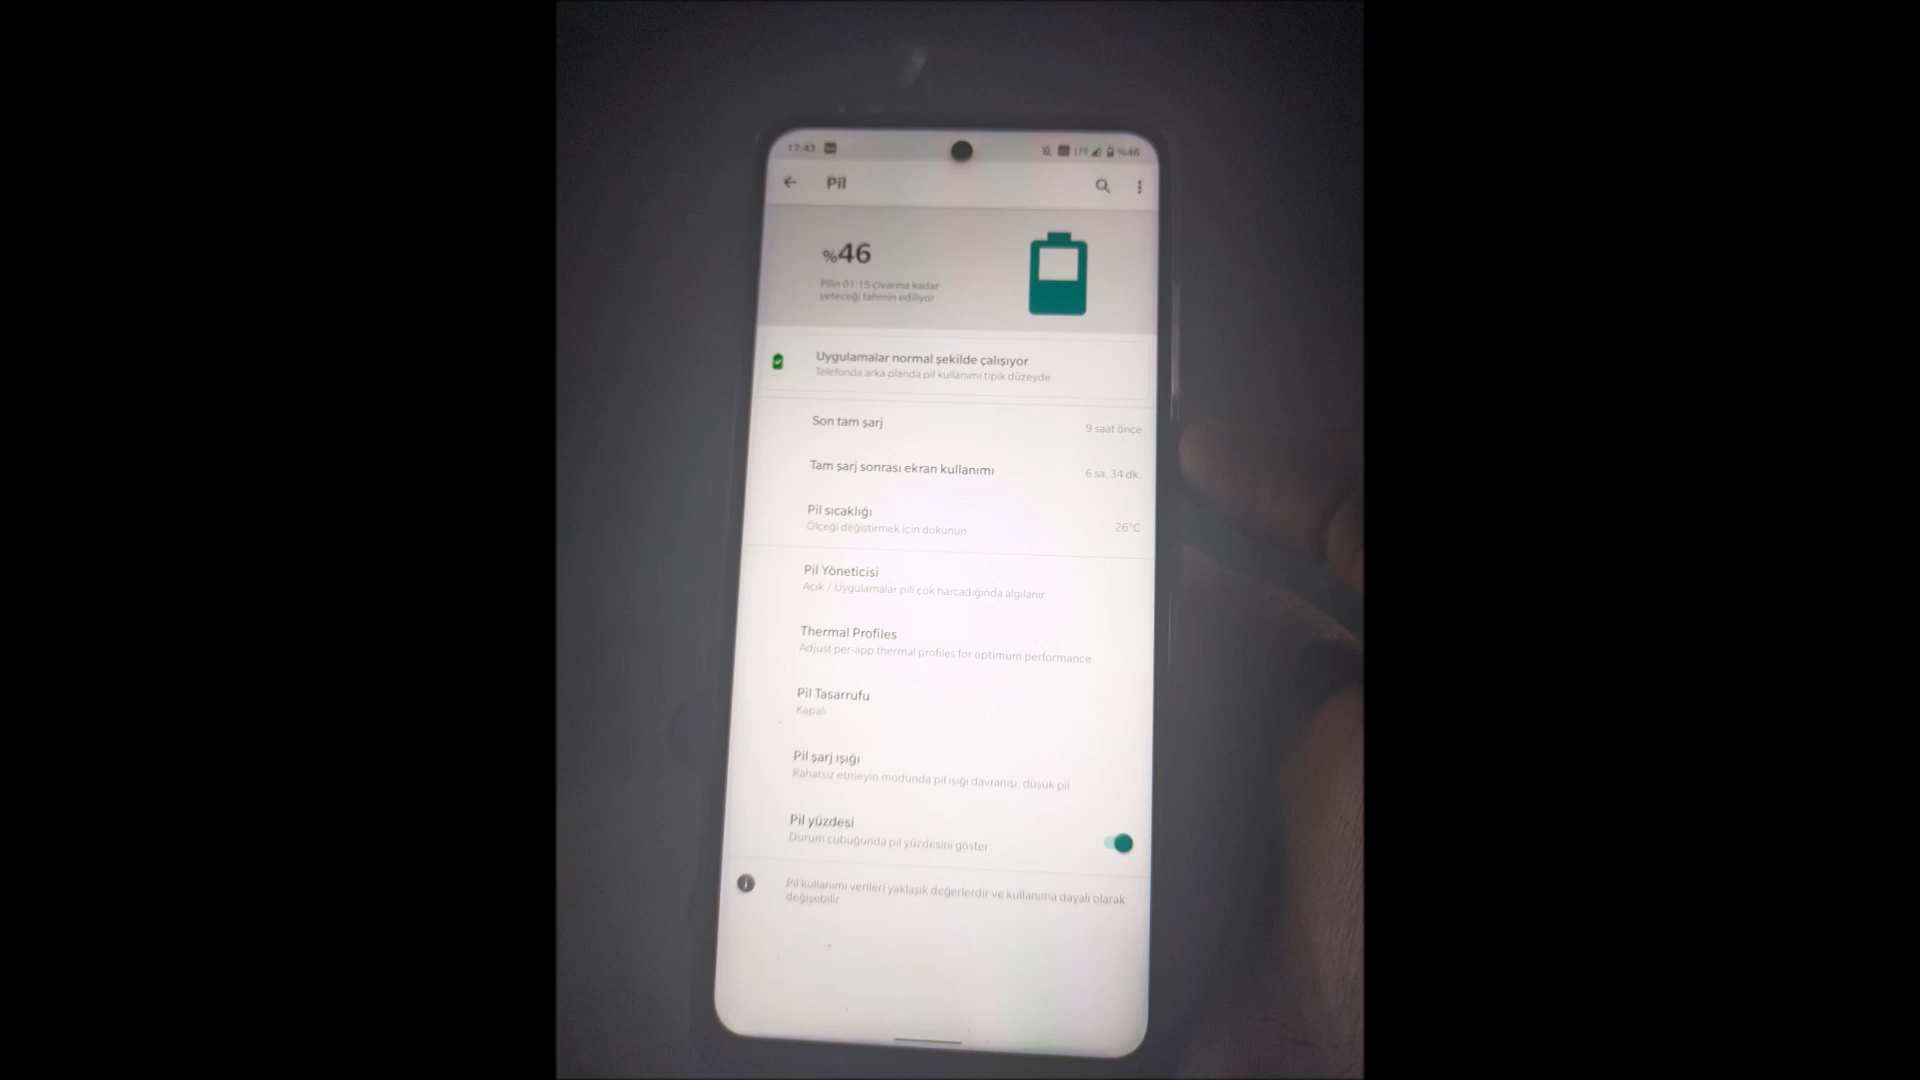 17:43
LTE %46
Pil
%46
Pilin 01:15 civarına kadar
yeteceği tahmin ediliyor
Uygulamalar normal şekilde çalışıyor
Telefonda arka planda pil kullanımı tipik düzeyde
Son tam şarj
9 saat önce
Tam şarj sonrası ekran kullanımı
6 sa. 34 dk.
Pil sıcaklığı
Ölçeği değiştirmek için dokunun
26°C
Pil Yöneticisi
Açık / Uygulamalar pili çok harcadığında algılanır
Thermal Profiles
Adjust per-app thermal profiles for optimum performance
Pil Tasarrufu
Kapalı
Pil şarj ışığı
Rahatsız etmeyin modunda pil ışığı davranışı, düşük pil
Pil yüzdesi
Durum çubuğunda pil yüzdesini göster
Pil kullanımı verileri yaklaşık değerlerdir ve kullanıma dayalı olarak
değişebilir